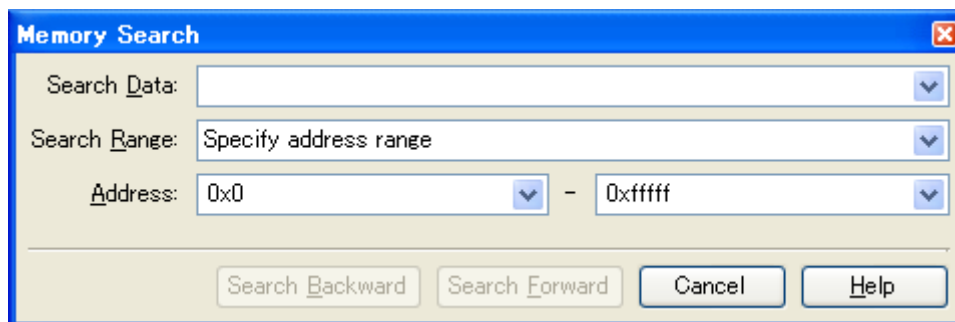 Memory Search
Search Data:
Search Range: Specify address range
Address: 0x0 - 0xfffff
Search Backward Search Forward Cancel Help